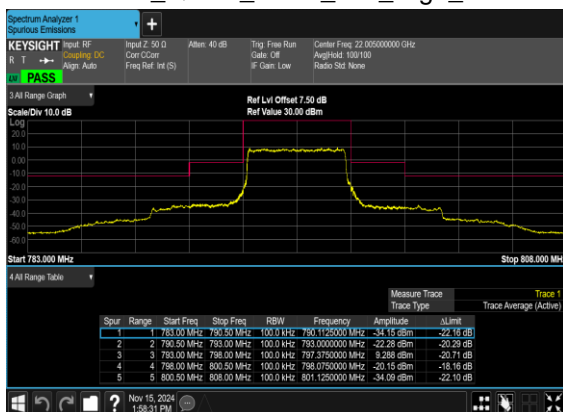 Spectrum Analyzer 1
Spurious Emissions
KEYSIGHT Input: RF Input Z: 50 Ω Atten: 40 dB Trig: Free Run Center Freq: 22.005000000 GHz
R T Coupling: DC Corr CCorr Gate: Off Avg|Hold: 100/100
Align: Auto Freq Ref: Int (S) IF Gain: Low Radio Std: None
PASS
3 All Range Graph
Ref Lvl Offset 7.50 dB
Scale/Div 10.0 dB Ref Value 30.00 dBm
Log
20.0
10.0
0.00
-10.0
-20.0
-30.0
-40.0
-50.0
-60.0
Start 783.000 MHz Stop 808.000 MH
4 All Range Table
Measure Trace Trace 1
Trace Type Trace Average (Active)
Spur Range Start Freq Stop Freq RBW Frequency Amplitude ΔLimit
1 1 783.00 MHz 790.50 MHz 100.0 kHz 790.1125000 MHz -34.15 dBm -22.16 dB
2 2 790.50 MHz 793.00 MHz 100.0 kHz 793.0000000 MHz -22.28 dBm -20.29 dB
3 3 793.00 MHz 798.00 MHz 100.0 kHz 797.3750000 MHz 9.288 dBm -20.71 dB
4 4 798.00 MHz 800.50 MHz 100.0 kHz 798.0750000 MHz -20.15 dBm -18.16 dB
5 5 800.50 MHz 808.00 MHz 100.0 kHz 801.1250000 MHz -34.09 dBm -22.10 dB
Nov 15, 2024
1:58:31 PM